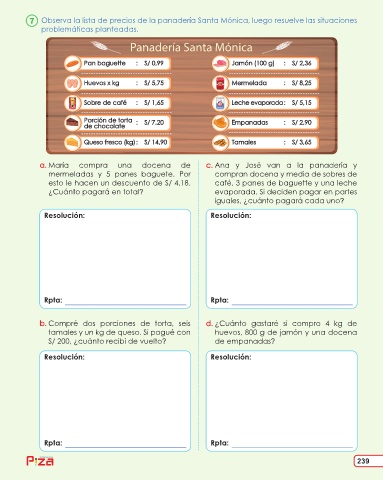 7 Observa la lista de precios de la panadería Santa Mónica, luego resuelve las situaciones
problemáticas planteadas.
Panadería Santa Mónica
Pan baguette : S/ 0,99
Jamón (100 g) : S/ 2,36
Huevos x kg : S/ 5,75
Mermelada : S/ 8,25
Sobre de café : S/ 1,65
Leche evaporada: S/ 5,15
Porción de torta
de chocolate : S/ 7.20
Empanadas : S/ 2.90
Queso fresco (kg) : S/ 14,90
Tamales : S/ 3,65
a. María compra una docena de
mermeladas y 5 panes baguete. Por
esto le hacen un descuento de S/ 4,18.
¿Cuánto pagará en total?
Resolución:
Rpta:
c. Ana y José van a la panadería y
compran docena y media de sobres de
café, 3 panes de baguette y una leche
evaporada. Si deciden pagar en partes
iguales, ¿cuánto pagará cada uno?
Resolución:
Rpta:
b. Compré dos porciones de torta, seis
tamales y un kg de queso. Si pagué con
S/ 200, ¿cuánto recibí de vuelto?
Resolución:
Rpta:
d. ¿Cuánto gastaré si compro 4 kg de
huevos, 800 g de jamón y una docena
de empanadas?
Resolución:
Rpta:
P:za
239